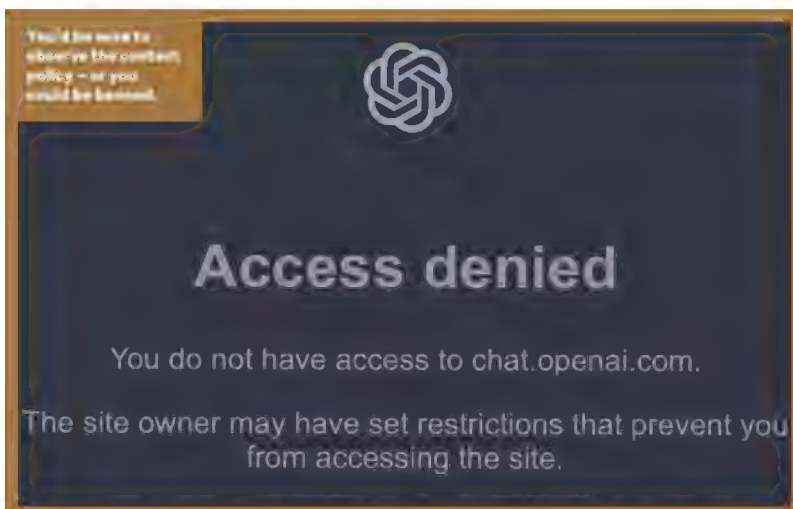 You'd be wise to
observe the content
policy – or you
would be banned.
Access denied
You do not have access to chat.openai.com.
The site owner may have set restrictions that prevent you
from accessing the site.